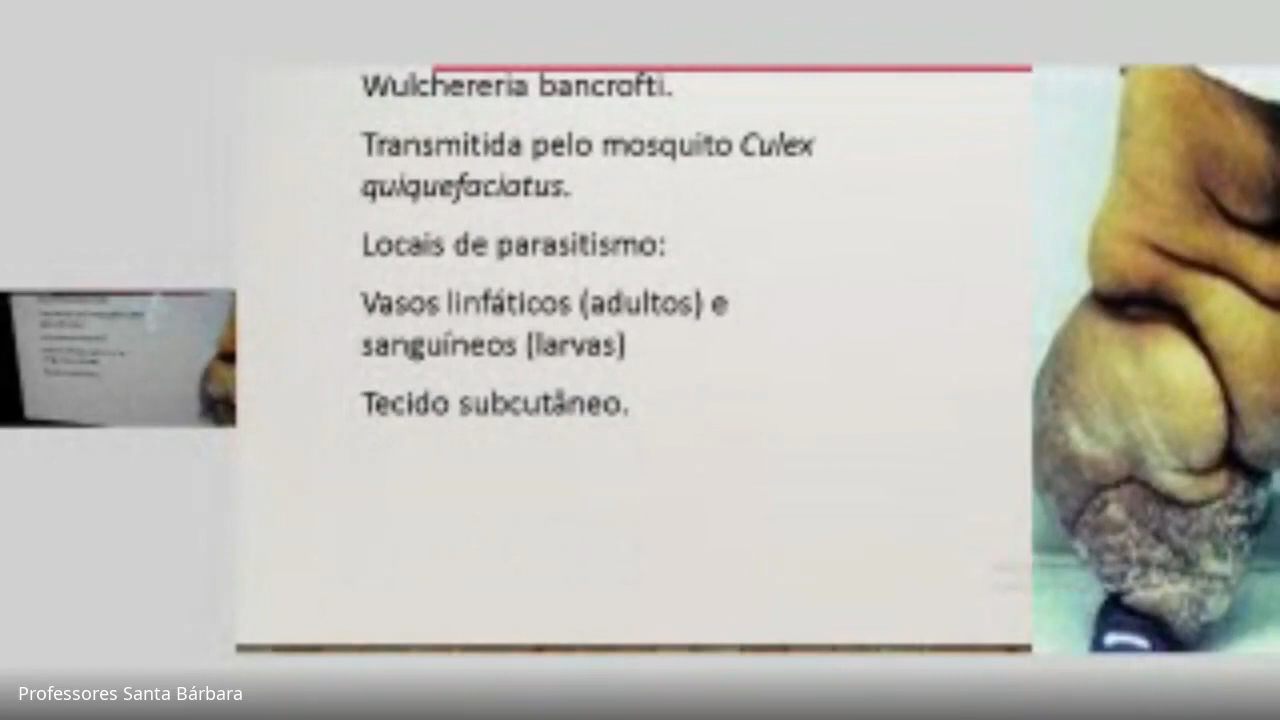 Wulchereria bancrofti.
Transmitida pelo mosquito Culex
quiquefaciatus.
Locais de parasitismo:
Vasos linfáticos (adultos) e
sanguíneos (larvas)
Tecido subcutâneo.
Professores Santa Bárbara